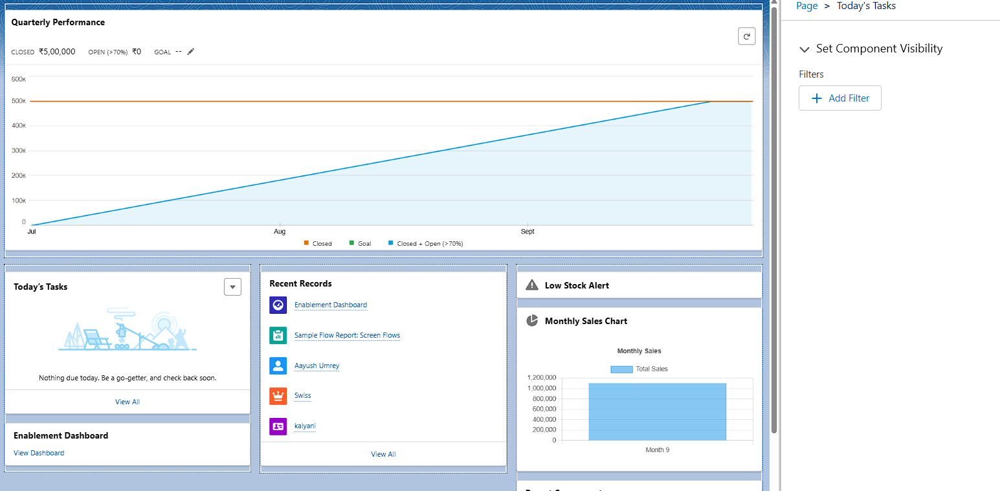 Page > Today's Tasks
Quarterly Performance
CLOSED ₹5,00,000 OPEN (>70%) ₹0 GOAL --
Set Component Visibility
Filters
+ Add Filter
600K
500K
400K
300K
200K
100K
0
Jul Aug Sept
Closed Goal Closed + Open (>70%)
Today's Tasks
Nothing due today. Be a go-getter, and check back soon.
View All
Enablement Dashboard
View Dashboard
Recent Records
Enablement Dashboard
Sample Flow Report: Screen Flows
Aayush Umrey
Swiss
kalyani
View All
Low Stock Alert
Monthly Sales Chart
Monthly Sales
Total Sales
1,200,000
1,000,000
800,000
600,000
400,000
200,000
0
Month 9